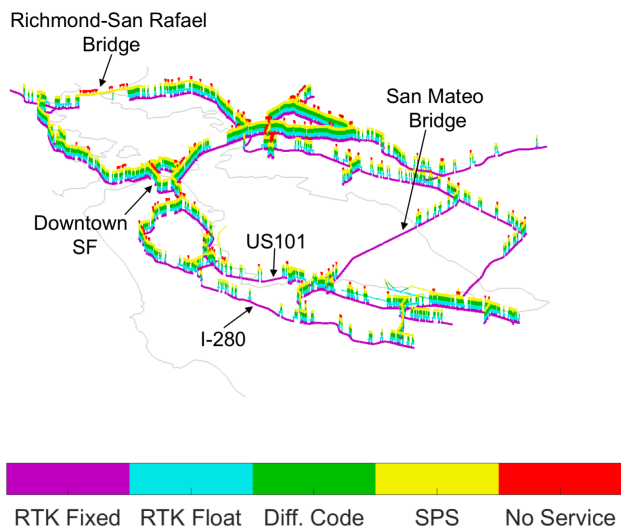 Richmond-San Rafael
Bridge
San Mateo
Bridge
Downtown
SF
US101
I-280
RTK Fixed
RTK Float
Diff. Code
SPS
No Service